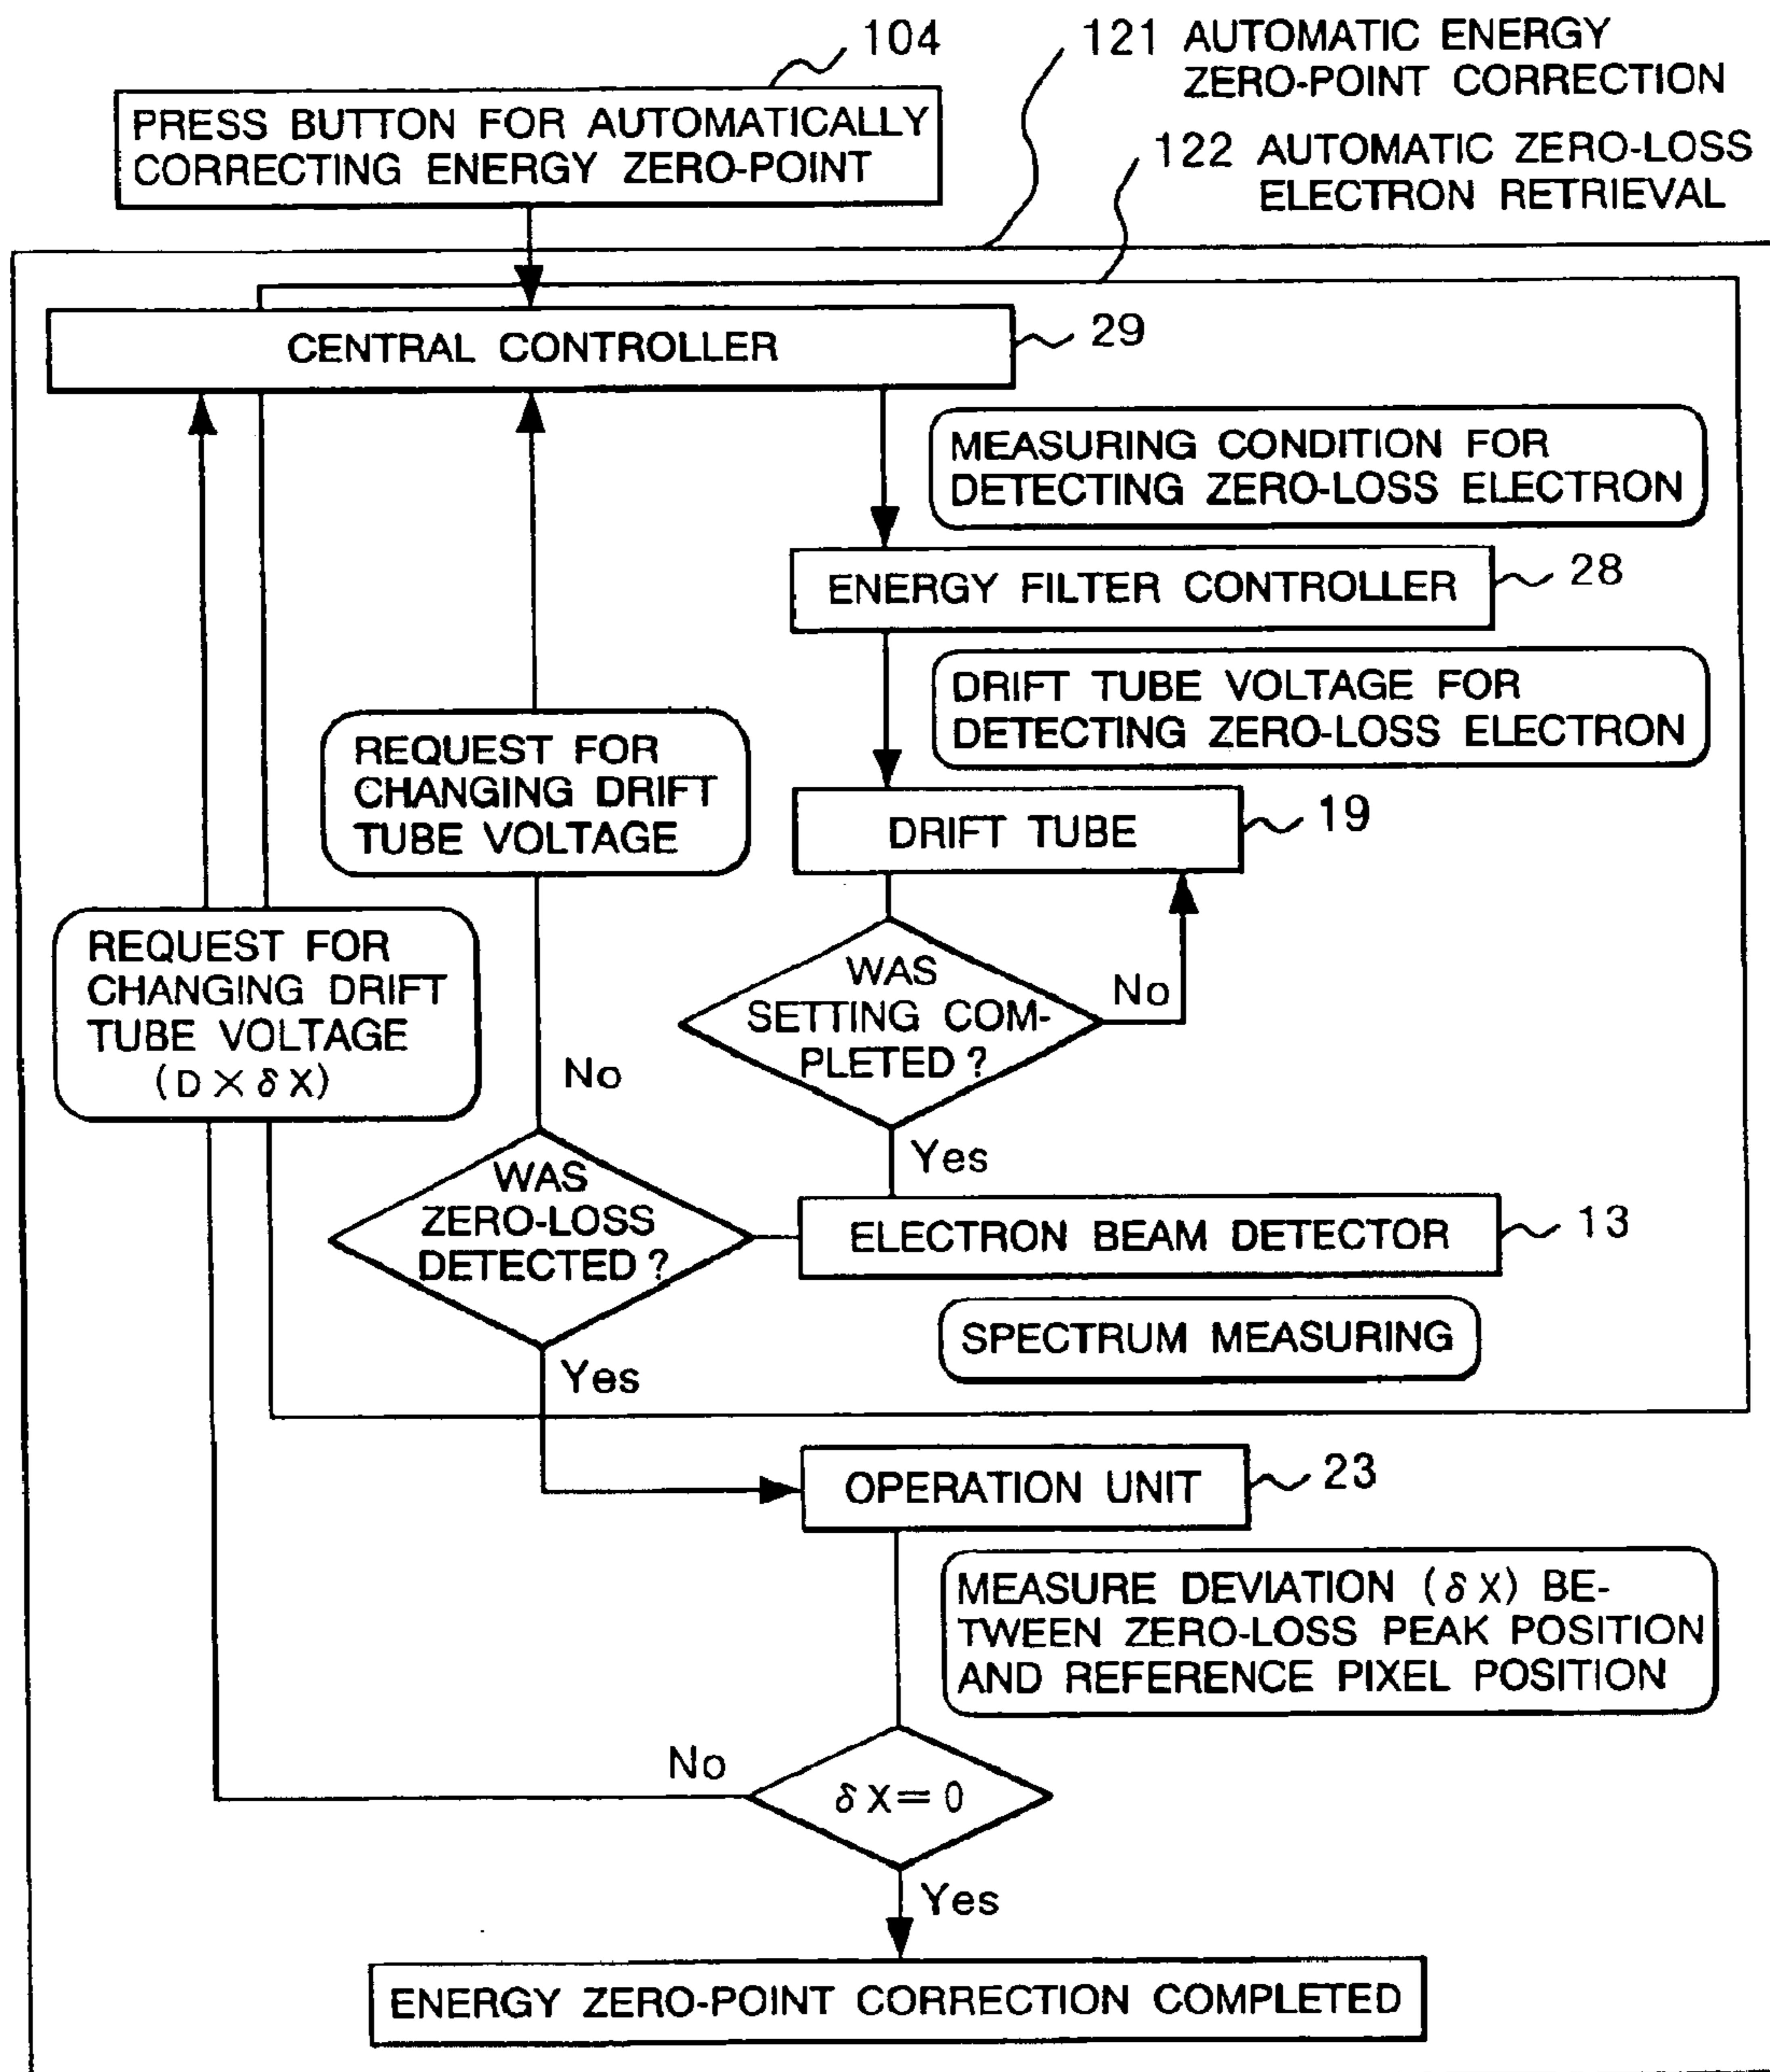 104
PRESS BUTTON FOR AUTOMATICALLY
CORRECTING ENERGY ZERO-POINT
121 AUTOMATIC ENERGY
ZERO-POINT CORRECTION
122 AUTOMATIC ZERO-LOSS
ELECTRON RETRIEVAL
CENTRAL CONTROLLER
29
MEASURING CONDITION FOR
DETECTING ZERO-LOSS ELECTRON
ENERGY FILTER CONTROLLER
28
DRIFT TUBE VOLTAGE FOR
DETECTING ZERO-LOSS ELECTRON
REQUEST FOR
CHANGING DRIFT
TUBE VOLTAGE
DRIFT TUBE
19
REQUEST FOR
CHANGING DRIFT
TUBE VOLTAGE
(D × δ X)
WAS
SETTING COM-
PLETED ?
No
No
Yes
WAS
ZERO-LOSS
DETECTED ?
ELECTRON BEAM DETECTOR
13
SPECTRUM MEASURING
Yes
OPERATION UNIT
23
MEASURE DEVIATION (δ X) BE-
TWEEN ZERO-LOSS PEAK POSITION
AND REFERENCE PIXEL POSITION
No
δ X = 0
Yes
ENERGY ZERO-POINT CORRECTION COMPLETED